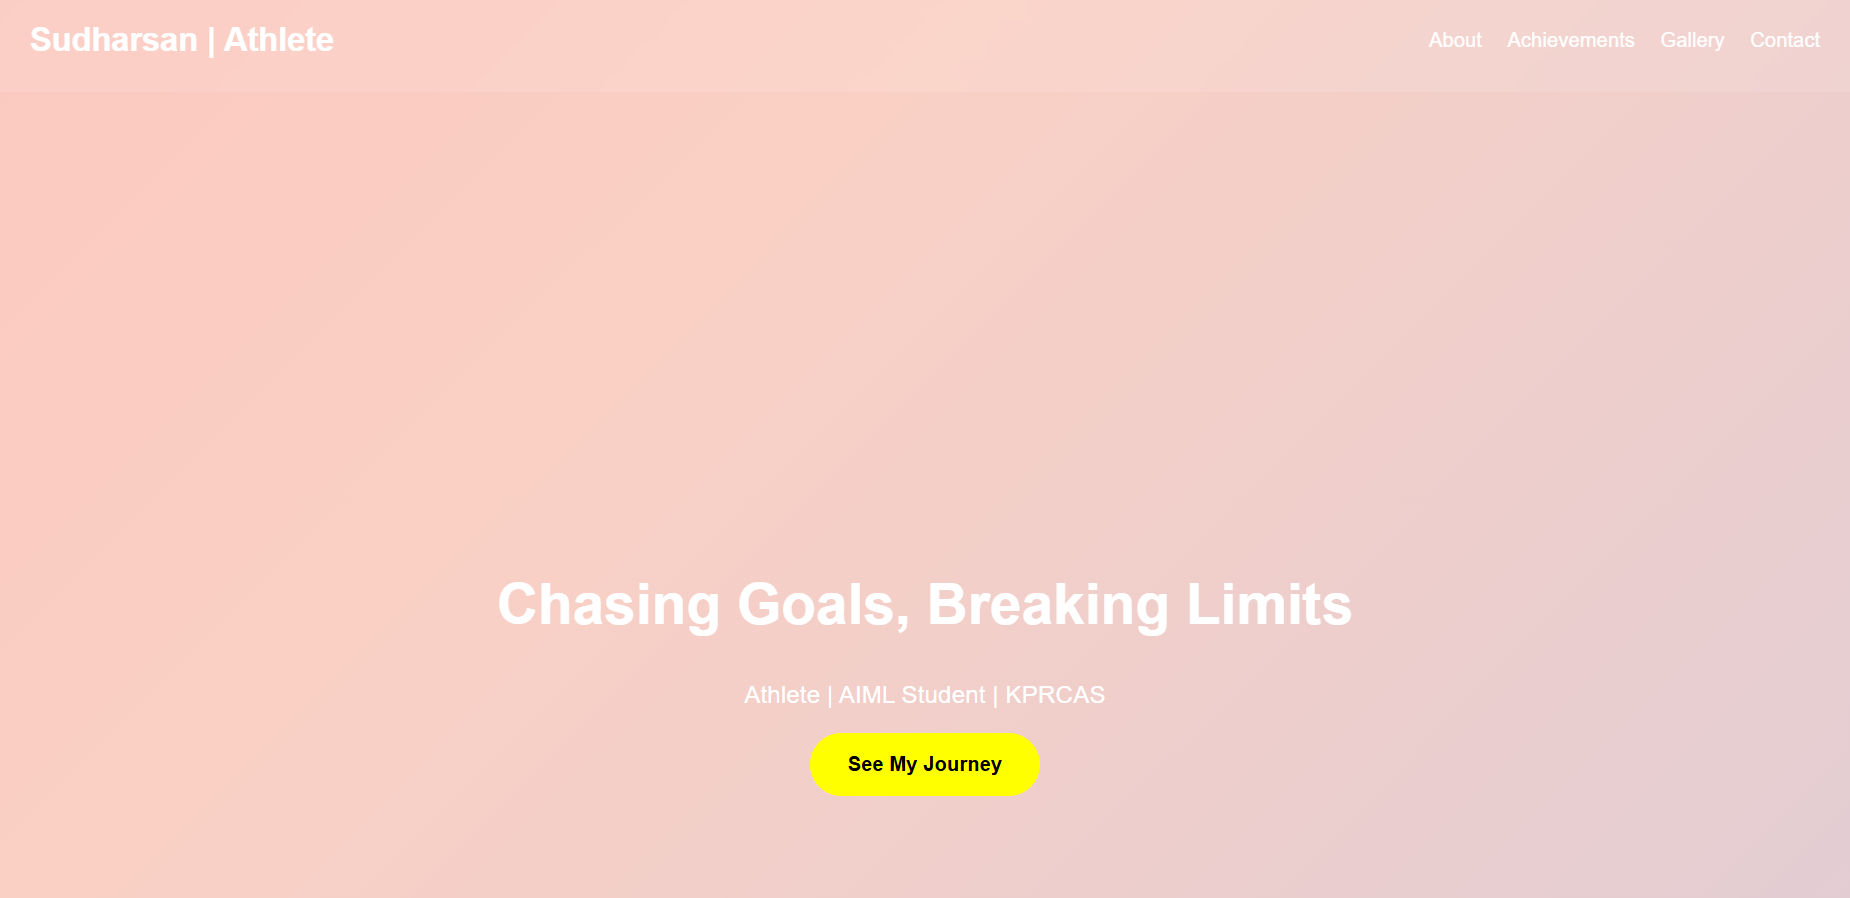 Sudharsan | Athlete
About Achievements Gallery Contact
Chasing Goals, Breaking Limits
Athlete | AIML Student | KPRCAS
See My Journey